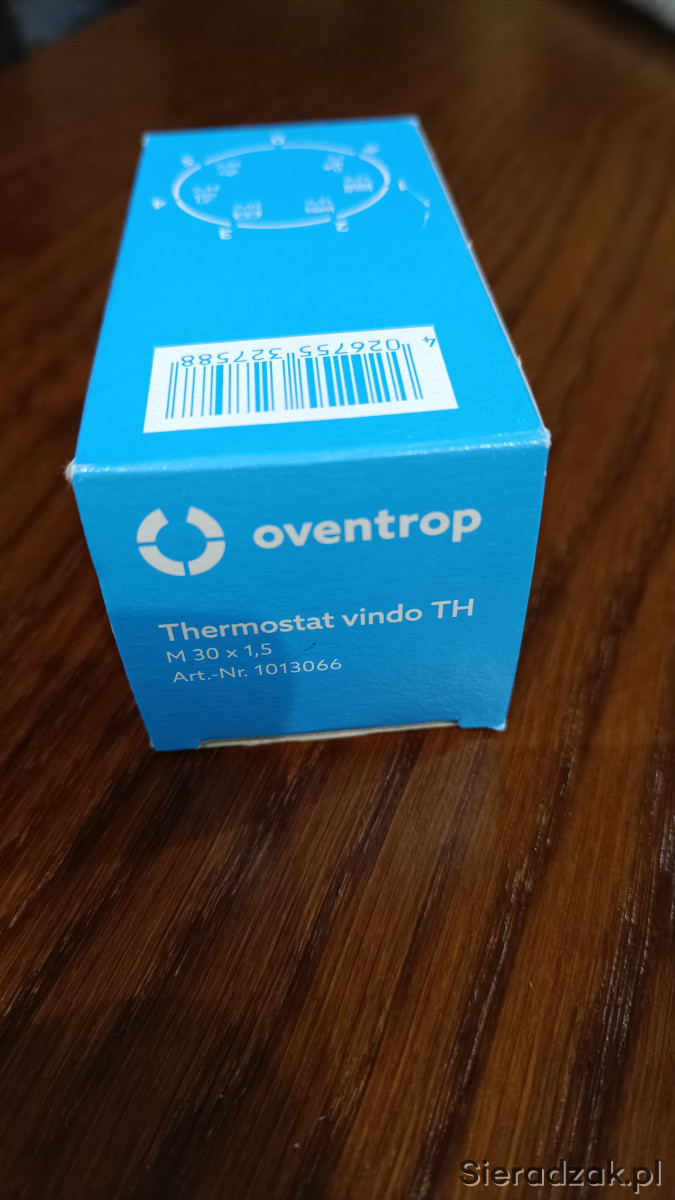 4 026755 327588
oventrop
Thermostat vindo TH
M 30 x 1,5
Art.-Nr. 1013066
Sieradzak.pl